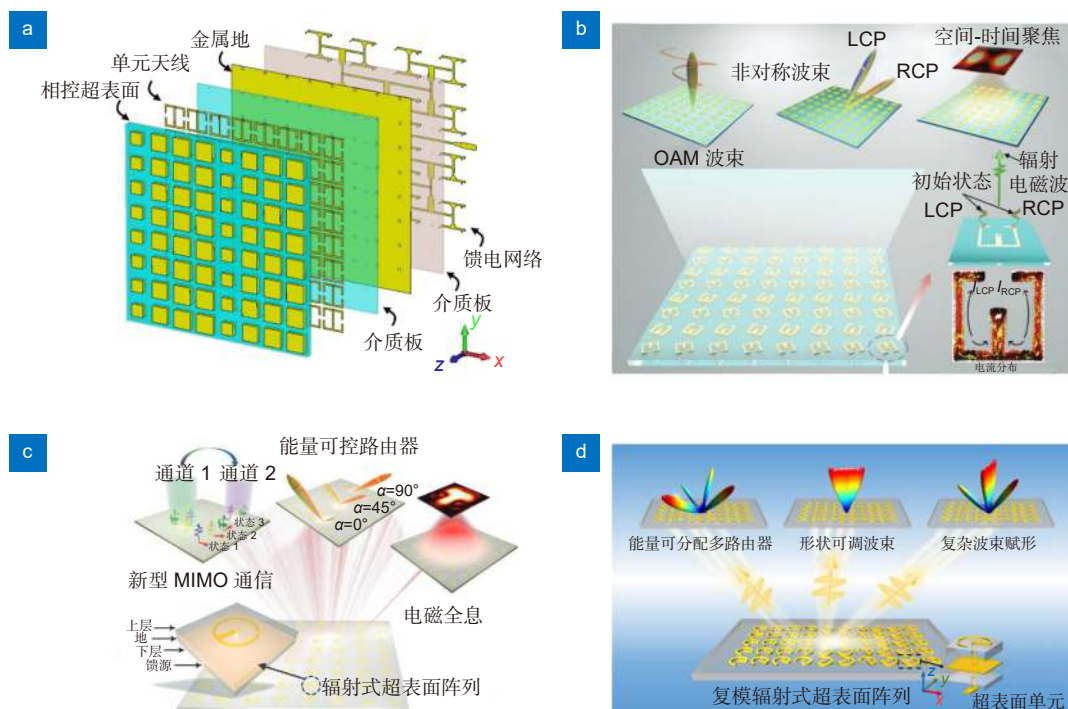 a
金属地
单元天线
相控超表面
馈电网络
介质板
介质板
y
z
x
b
LCP
空间-时间聚焦
非对称波束
RCP
OAM 波束
辐射
电磁波
初始状态
LCP
RCP
I LCP I RCP
电流分布
c
能量可控路由器
通道 1 通道 2
α=90°
α=45°
α=0°
状态 3
状态 2
状态 1
新型 MIMO 通信
电磁全息
上层
地
下层
馈源
辐射式超表面阵列
d
能量可分配多路由器
形状可调波束
复杂波束赋形
z
y
x
复模辐射式超表面阵列
超表面单元